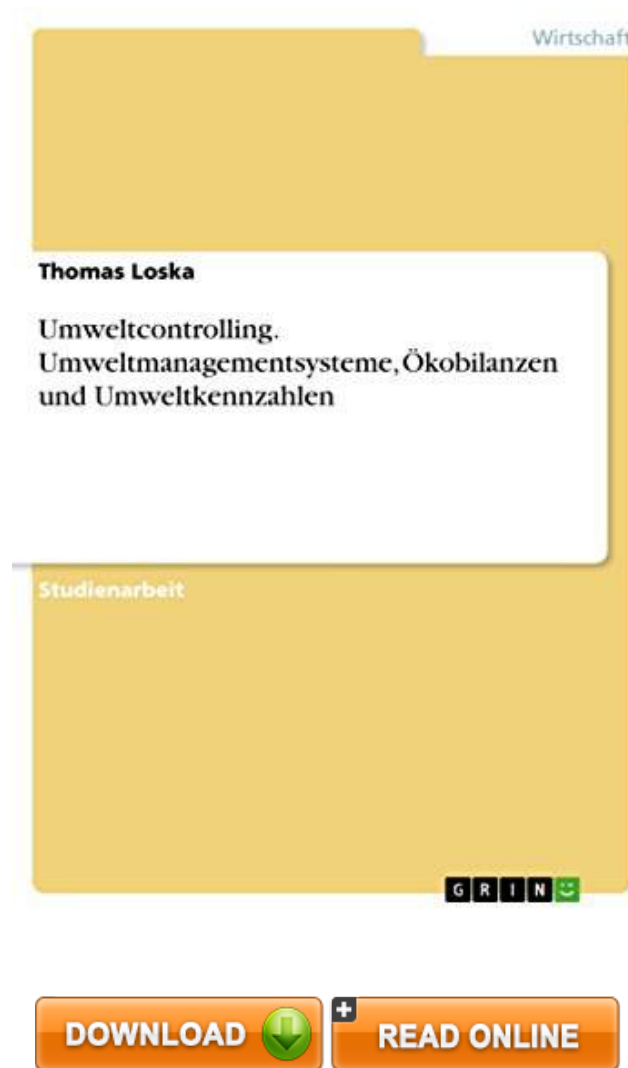 Wirtschaft
Thomas Loska
Umweltcontrolling.
Umweltmanagementsysteme, Ökobilanzen
und Umweltkennzahlen
Studienarbeit
GRIN
DOWNLOAD
READ ONLINE